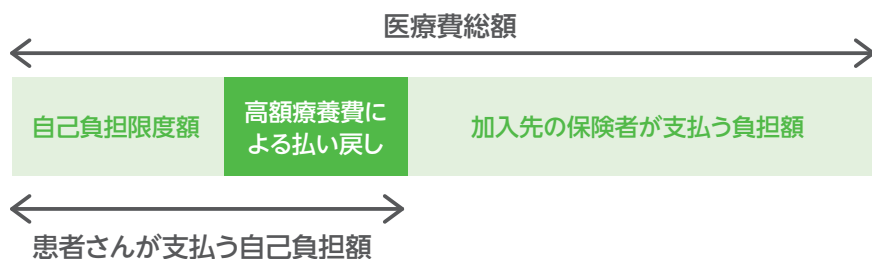 医療費総額
自己負担限度額
高額療養費に
よる払い戻し
加入先の保険者が支払う負担額
患者さんが支払う自己負担額